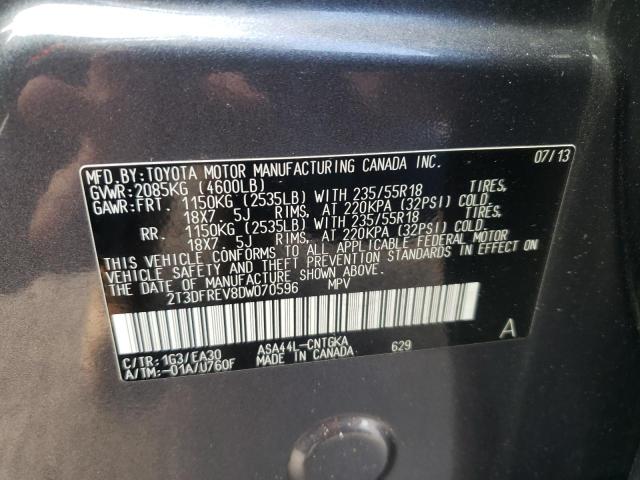 MFD.BY:TOYOTA MOTOR MANUFACTURING CANADA INC. 07/13
GVWR:2085KG (4600LB)
GAWR:FRT. 1150KG (2535LB) WITH 235/55R18 TIRES,
18X7.5J RIMS, AT 220KPA (32PSI) COLD.
RR. 1150KG (2535LB) WITH 235/55R18 TIRES,
18X7.5J RIMS, AT 220KPA (32PSI) COLD.
THIS VEHICLE CONFORMS TO ALL APPLICABLE FEDERAL MOTOR
VEHICLE SAFETY AND THEFT PREVENTION STANDARDS IN EFFECT ON
THE DATE OF MANUFACTURE SHOWN ABOVE.
2T3DFREV8DW070596 MPV
A
C/TR:1G3/EA30 ASA44L-CNTGKA 629
A/TM:-01A/U760F MADE IN CANADA